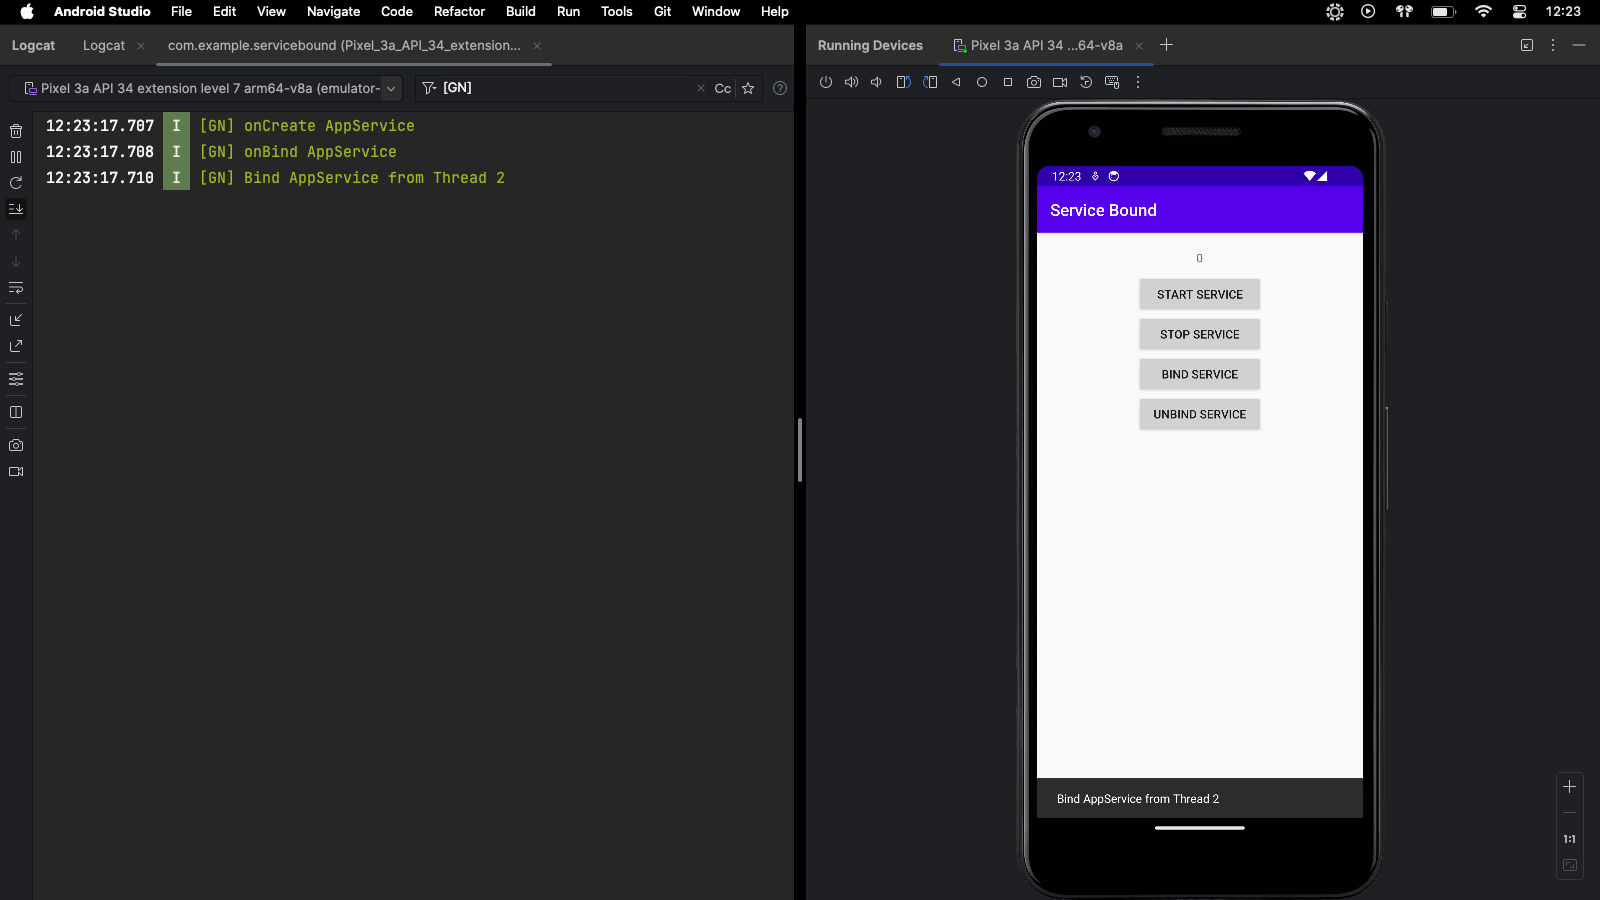 Android Studio File Edit View Navigate Code Refactor Build Run Tools Git Window Help 12:23
Logcat Logcat com.example.servicebound (Pixel_3a_API_34_extension...
Pixel 3a API 34 extension level 7 arm64-v8a (emulator- [GN] Cc
12:23:17.707 I [GN] onCreate AppService
12:23:17.708 I [GN] onBind AppService
12:23:17.710 I [GN] Bind AppService from Thread 2
Running Devices Pixel 3a API 34 ...64-v8a
12:23
Service Bound
0
START SERVICE
STOP SERVICE
BIND SERVICE
UNBIND SERVICE
Bind AppService from Thread 2
1:1